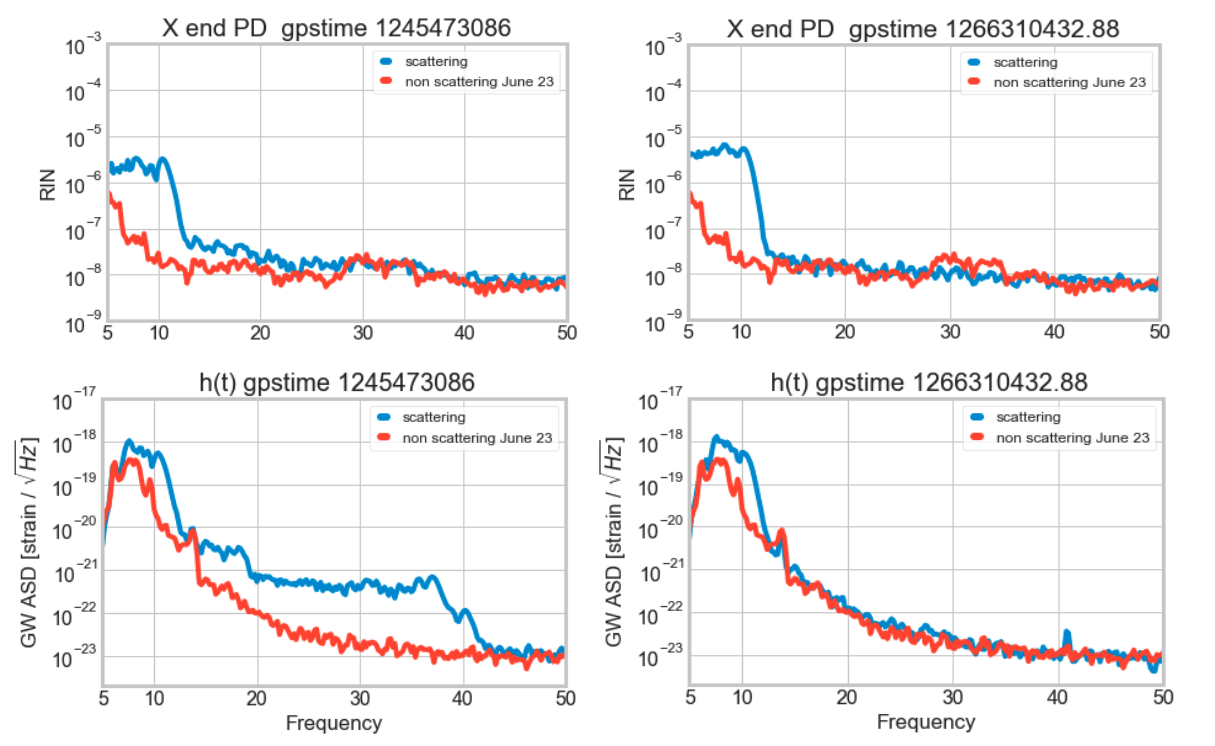 X end PD gpstime 1245473086
10⁻³
10⁻⁴
10⁻⁵
10⁻⁶
10⁻⁷
10⁻⁸
10⁻⁹
RIN
scattering
non scattering June 23
5 10 20 30 40 50
X end PD gpstime 1266310432.88
10⁻³
10⁻⁴
10⁻⁵
10⁻⁶
10⁻⁷
10⁻⁸
10⁻⁹
RIN
scattering
non scattering June 23
5 10 20 30 40 50
h(t) gpstime 1245473086
10⁻¹⁷
10⁻¹⁸
10⁻¹⁹
10⁻²⁰
10⁻²¹
10⁻²²
10⁻²³
GW ASD [strain / √Hz]
scattering
non scattering June 23
5 10 20 30 40 50
Frequency
h(t) gpstime 1266310432.88
10⁻¹⁷
10⁻¹⁸
10⁻¹⁹
10⁻²⁰
10⁻²¹
10⁻²²
10⁻²³
GW ASD [strain / √Hz]
scattering
non scattering June 23
5 10 20 30 40 50
Frequency